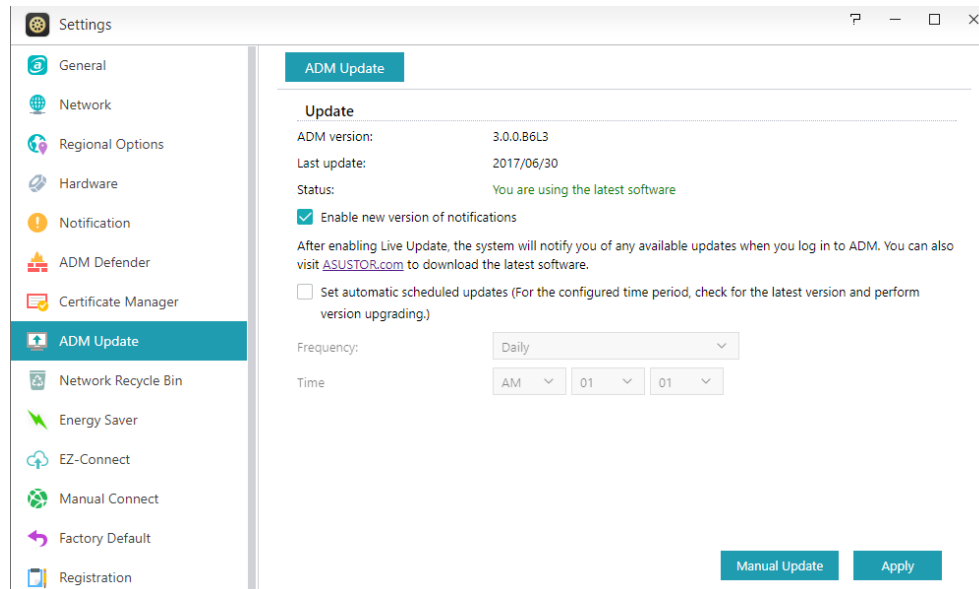 Settings
General
Network
Regional Options
Hardware
Notification
ADM Defender
Certificate Manager
ADM Update
Network Recycle Bin
Energy Saver
EZ-Connect
Manual Connect
Factory Default
Registration
ADM Update
Update
ADM version: 3.0.0.B6L3
Last update: 2017/06/30
Status: You are using the latest software
Enable new version of notifications
After enabling Live Update, the system will notify you of any available updates when you log in to ADM. You can also
visit ASUSTOR.com to download the latest software.
Set automatic scheduled updates (For the configured time period, check for the latest version and perform
version upgrading.)
Frequency: Daily
Time AM 01 01
Manual Update Apply